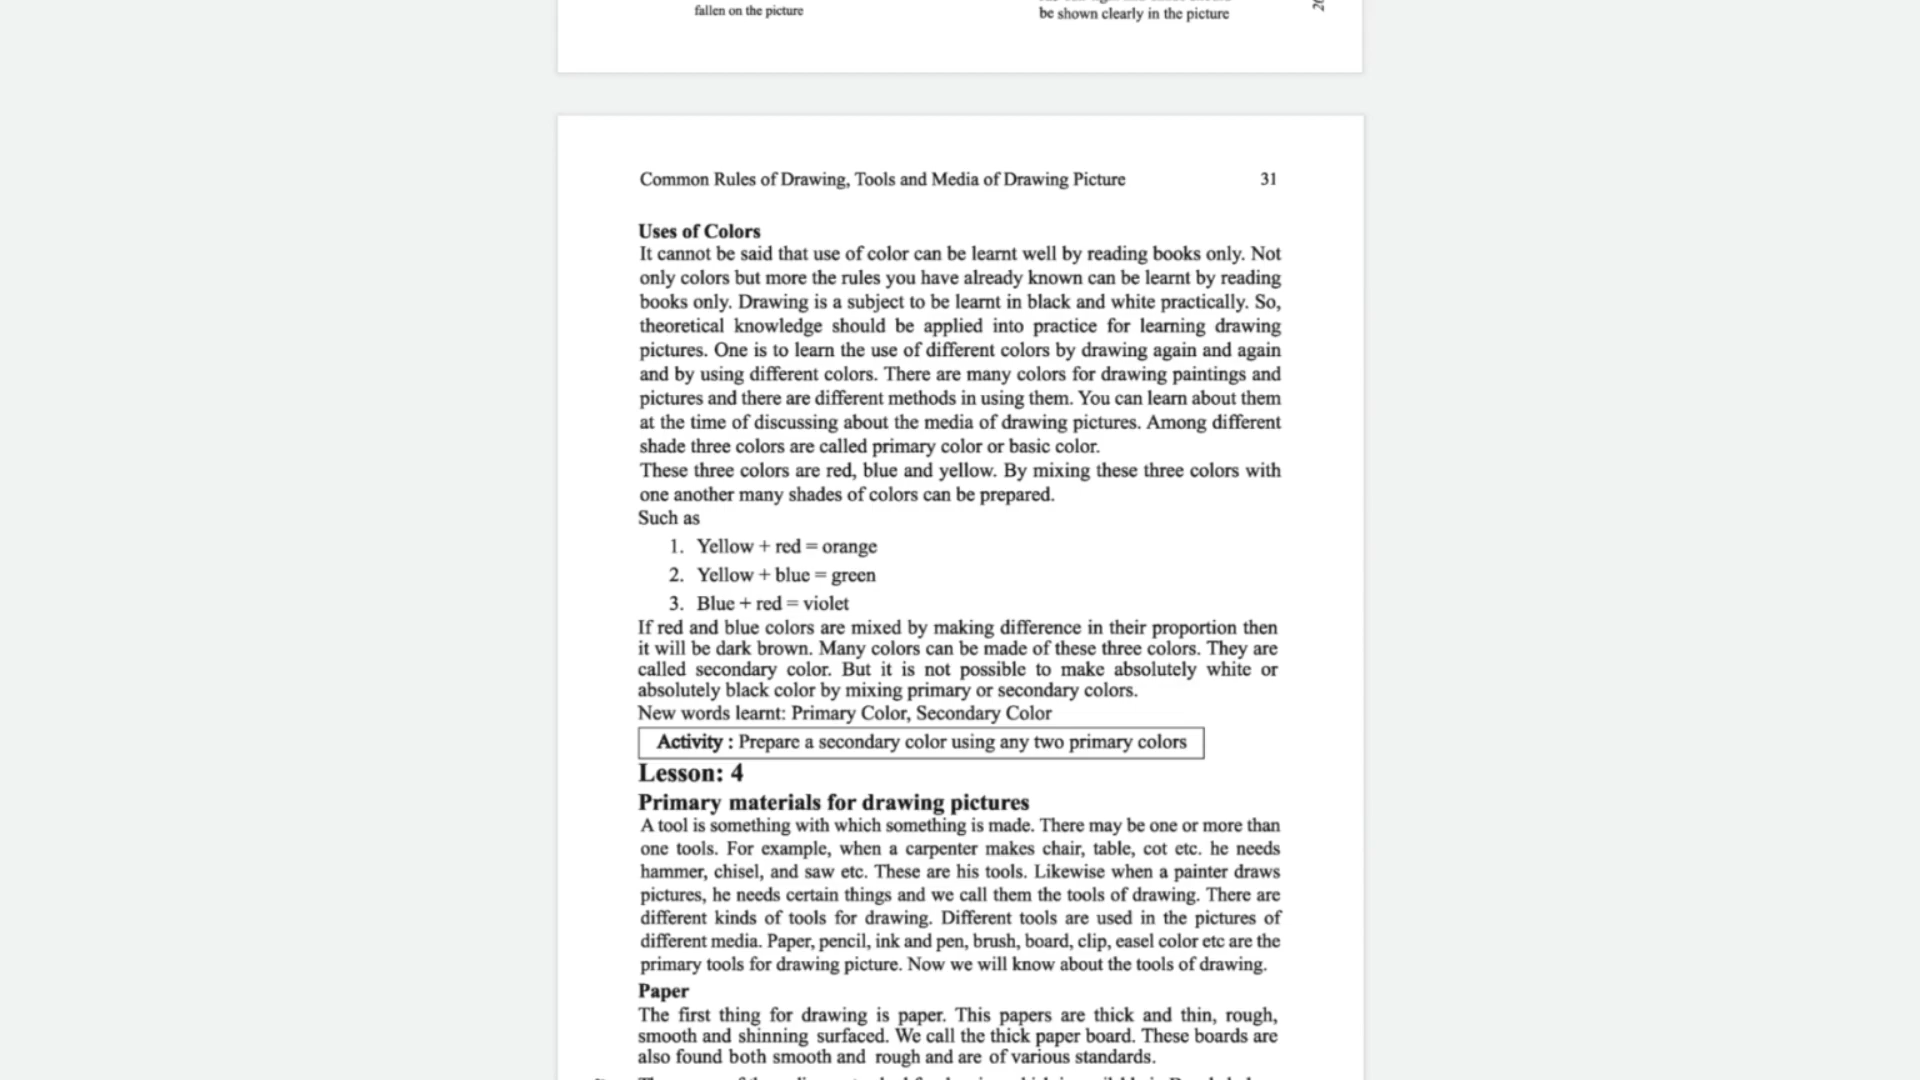 fallen on the picture
be shown clearly in the picture
Common Rules of Drawing, Tools and Media of Drawing Picture 31
Uses of Colors
It cannot be said that use of color can be learnt well by reading books only. Not
only colors but more the rules you have already known can be learnt by reading
books only. Drawing is a subject to be learnt in black and white practically. So,
theoretical knowledge should be applied into practice for learning drawing
pictures. One is to learn the use of different colors by drawing again and again
and by using different colors. There are many colors for drawing paintings and
pictures and there are different methods in using them. You can learn about them
at the time of discussing about the media of drawing pictures. Among different
shade three colors are called primary color or basic color.
These three colors are red, blue and yellow. By mixing these three colors with
one another many shades of colors can be prepared.
Such as
1. Yellow + red = orange
2. Yellow + blue = green
3. Blue + red = violet
If red and blue colors are mixed by making difference in their proportion then
it will be dark brown. Many colors can be made of these three colors. They are
called secondary color. But it is not possible to make absolutely white or
absolutely black color by mixing primary or secondary colors.
New words learnt: Primary Color, Secondary Color
Activity : Prepare a secondary color using any two primary colors
Lesson: 4
Primary materials for drawing pictures
A tool is something with which something is made. There may be one or more than
one tools. For example, when a carpenter makes chair, table, cot etc. he needs
hammer, chisel, and saw etc. These are his tools. Likewise when a painter draws
pictures, he needs certain things and we call them the tools of drawing. There are
different kinds of tools for drawing. Different tools are used in the pictures of
different media. Paper, pencil, ink and pen, brush, board, clip, easel color etc are the
primary tools for drawing picture. Now we will know about the tools of drawing.
Paper
The first thing for drawing is paper. This papers are thick and thin, rough,
smooth and shinning surfaced. We call the thick paper board. These boards are
also found both smooth and rough and are of various standards.